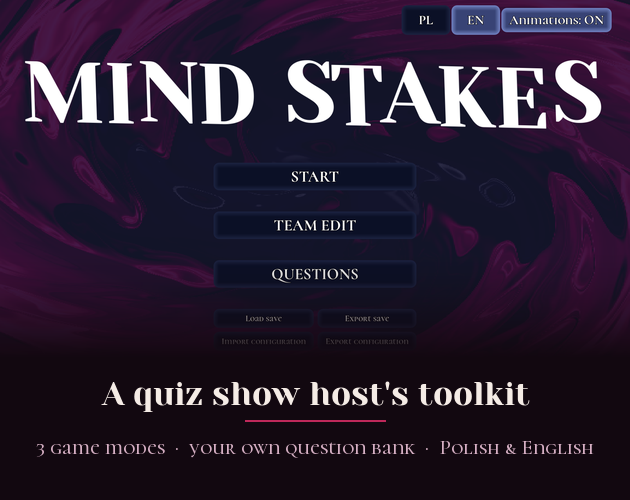 PL EN Animations: ON
MIND STAKES
START
TEAM EDIT
QUESTIONS
Load save Export save
Import configuration Export configuration
A quiz show host's toolkit
3 game modes · your own question bank · Polish & English